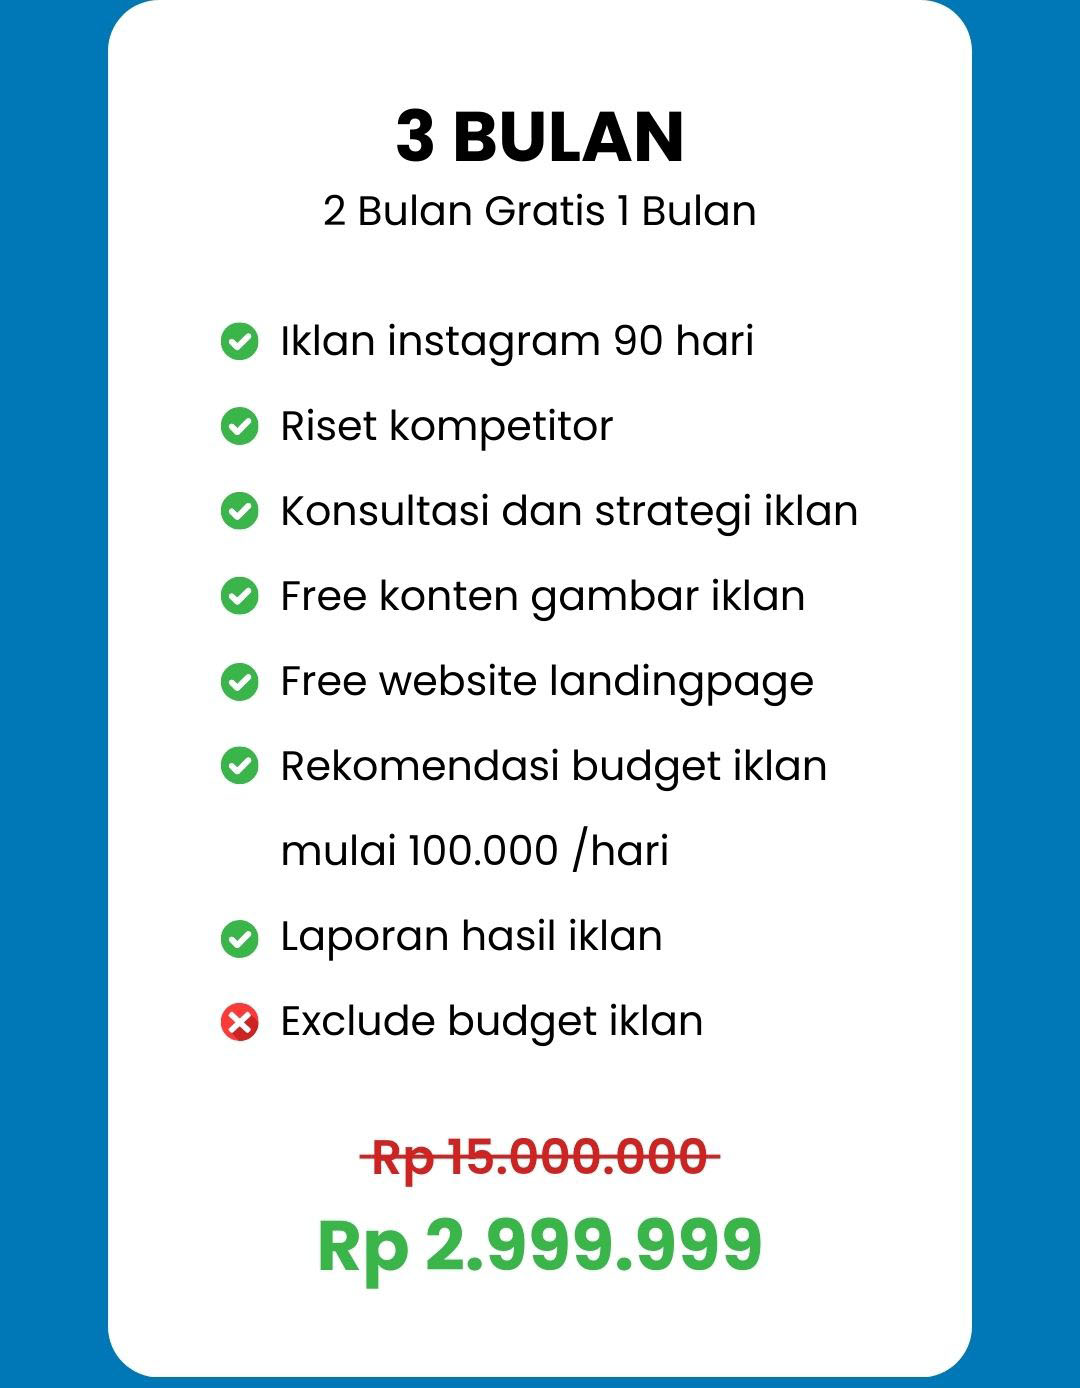 3 BULAN
2 Bulan Gratis 1 Bulan
Iklan instagram 90 hari
Riset kompetitor
Konsultasi dan strategi iklan
Free konten gambar iklan
Free website landingpage
Rekomendasi budget iklan
mulai 100.000 /hari
Laporan hasil iklan
Exclude budget iklan
Rp 15.000.000
Rp 2.999.999